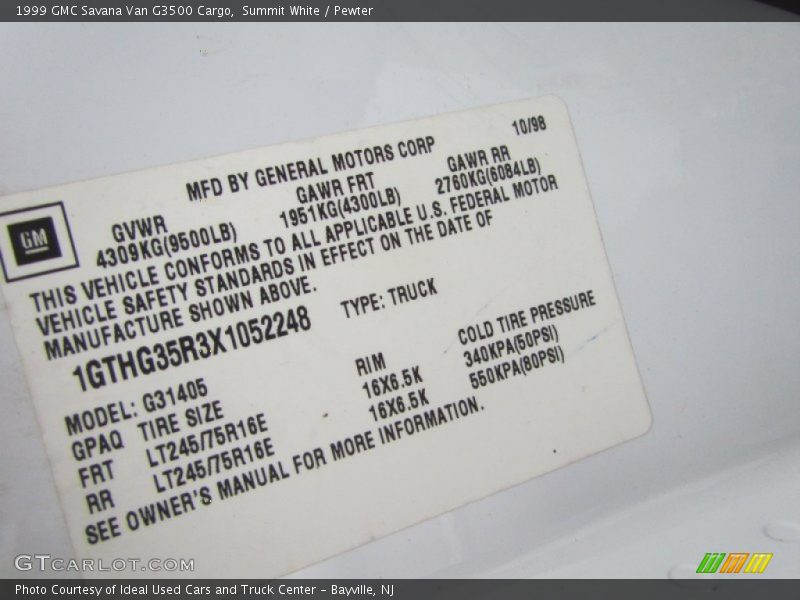 1999 GMC Savana Van G3500 Cargo, Summit White / Pewter
10/98
MFD BY GENERAL MOTORS CORP
GM
GVWR GAWR FRT GAWR RR
4309KG(9500LB) 1951KG(4300LB) 2760KG(6084LB)
THIS VEHICLE CONFORMS TO ALL APPLICABLE U.S. FEDERAL MOTOR
VEHICLE SAFETY STANDARDS IN EFFECT ON THE DATE OF
MANUFACTURE SHOWN ABOVE.
1GTHG35R3X1052248 TYPE: TRUCK
MODEL: G31405
GPAQ TIRE SIZE RIM COLD TIRE PRESSURE
FRT LT245/75R16E 16X6.5K 340KPA(50PSI)
RR LT245/75R16E 16X6.5K 550KPA(80PSI)
SEE OWNER'S MANUAL FOR MORE INFORMATION.
GTCARLOT.COM
Photo Courtesy of Ideal Used Cars and Truck Center - Bayville, NJ